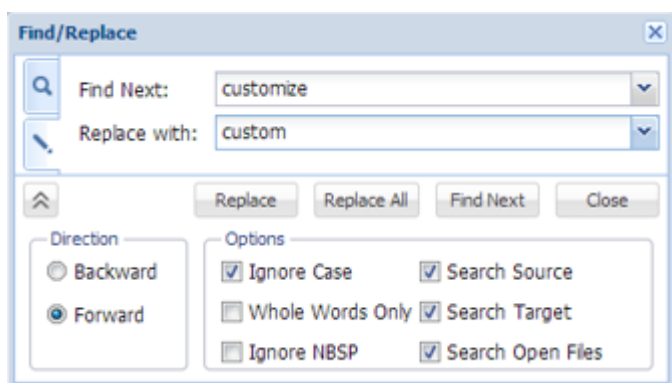 Find/Replace
Find Next: customize
Replace with: custom
Replace Replace All Find Next Close
Direction Options
Backward Ignore Case Search Source
Forward Whole Words Only Search Target
Ignore NBSP Search Open Files